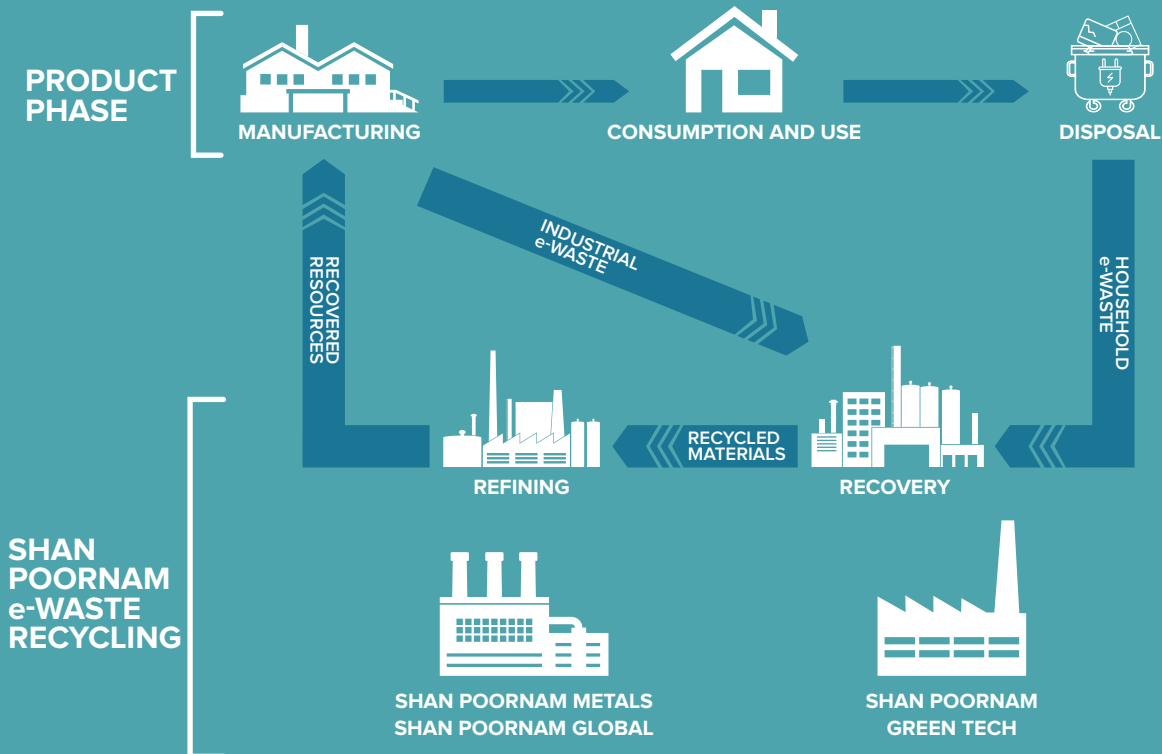 PRODUCT
PHASE
MANUFACTURING
CONSUMPTION AND USE
DISPOSAL
INDUSTRIAL
e-WASTE
HOUSEHOLD
e-WASTE
RECOVERED
RESOURCES
RECYCLED
MATERIALS
REFINING
RECOVERY
SHAN
POORNAM
e-WASTE
RECYCLING
SHAN POORNAM METALS
SHAN POORNAM GLOBAL
SHAN POORNAM
GREEN TECH